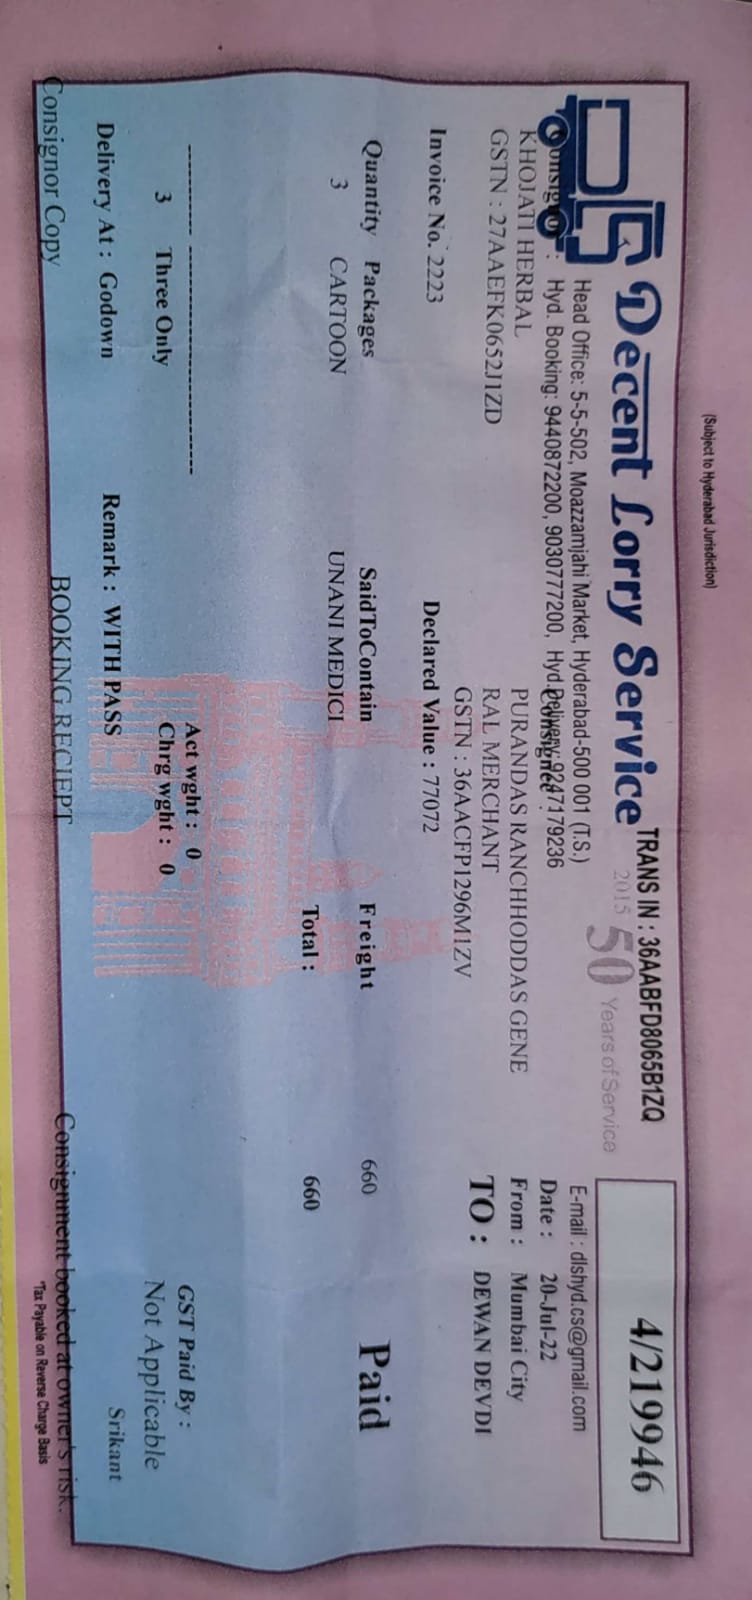 (Subject to Hyderabad Jurisdiction)
Decent Lorry Service
TRANS IN : 36AABFD8065B1ZQ
2015 50 Years of Service
4/219946
Head Office: 5-5-502, Moazzamjahi Market, Hyderabad-500 001 (T.S.)
E-mail : dlshyd.cs@gmail.com
Hyd. Booking: 9440872200, 9030777200, Hyd.Delivery: 9247179236
Consignor :
Consignee :
Date : 20-Jul-22
KHOJATI HERBAL
PURANDAS RANCHHODDAS GENE
From : Mumbai City
GSTN : 27AAEFK0652J1ZD
RAL MERCHANT
TO : DEWAN DEVDI
GSTN : 36AACFP1296M1ZV
Invoice No. 2223
Declared Value : 77072
Quantity Packages
SaidToContain
Freight 660
Paid
3 CARTOON
UNANI MEDICI
Total : 660
Act wght : 0
GST Paid By :
3 Three Only
Chrg wght : 0
Not Applicable
Delivery At : Godown
Remark : WITH PASS
Srikant
Consignor Copy
BOOKING RECIEPT
Consignment booked at owner's risk.
*Tax Payable on Reverse Charge Basis